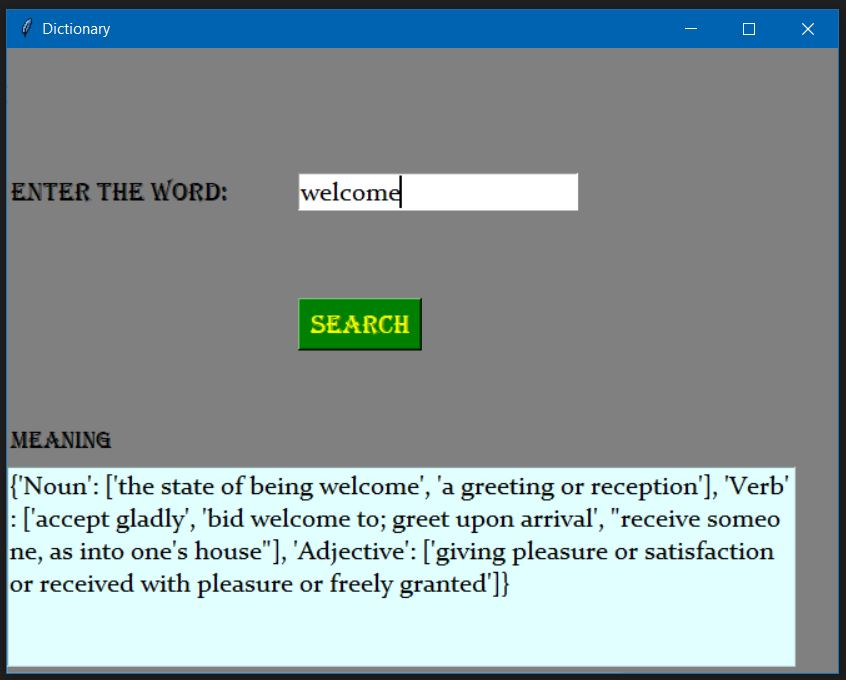 Dictionary
ENTER THE WORD:
welcome
SEARCH
MEANING
{'Noun': ['the state of being welcome', 'a greeting or reception'], 'Verb'
: ['accept gladly', 'bid welcome to; greet upon arrival', "receive someo
ne, as into one's house"], 'Adjective': ['giving pleasure or satisfaction
or received with pleasure or freely granted']}